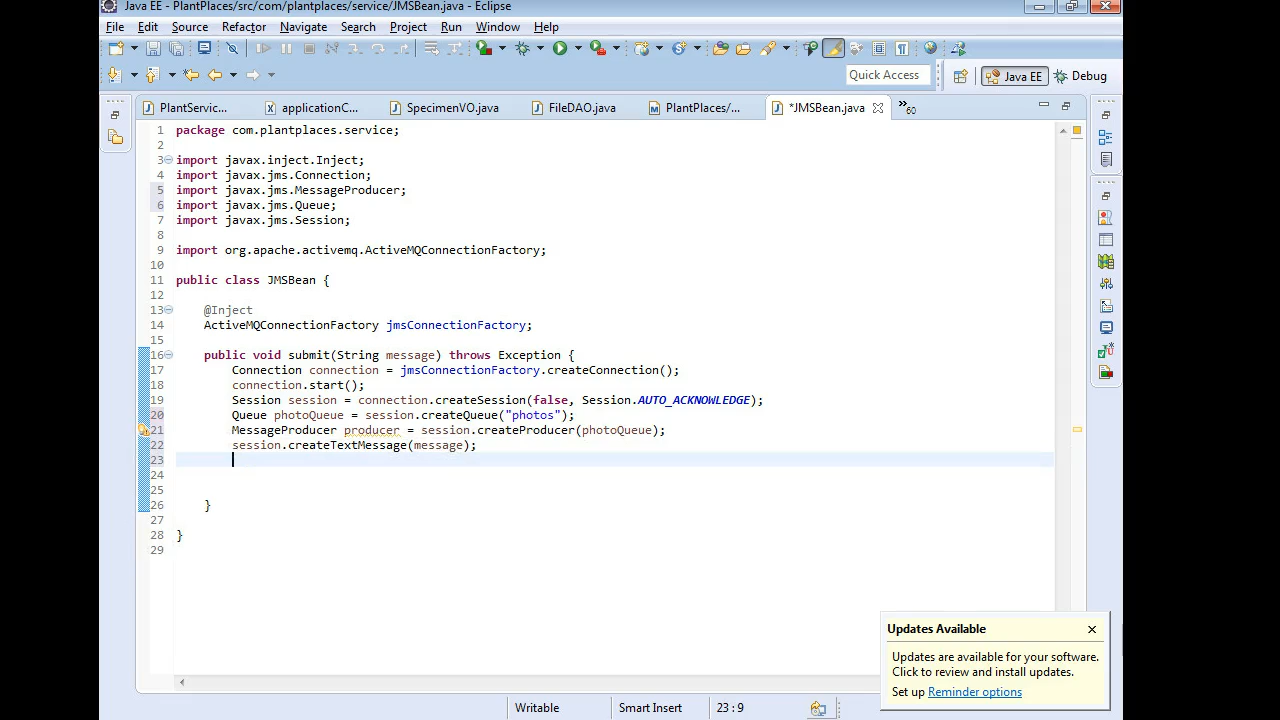 Java EE - PlantPlaces/src/com/plantplaces/service/JMSBean.java - Eclipse
File Edit Source Refactor Navigate Search Project Run Window Help
Quick Access
Java EE
Debug
PlantServic...
applicationC...
SpecimenVO.java
FileDAO.java
PlantPlaces/...
*JMSBean.java
»60
1 package com.plantplaces.service;
2
3 import javax.inject.Inject;
4 import javax.jms.Connection;
5 import javax.jms.MessageProducer;
6 import javax.jms.Queue;
7 import javax.jms.Session;
8
9 import org.apache.activemq.ActiveMQConnectionFactory;
10
11 public class JMSBean {
12
13 @Inject
14 ActiveMQConnectionFactory jmsConnectionFactory;
15
16 public void submit(String message) throws Exception {
17 Connection connection = jmsConnectionFactory.createConnection();
18 connection.start();
19 Session session = connection.createSession(false, Session.AUTO_ACKNOWLEDGE);
20 Queue photoQueue = session.createQueue("photos");
21 MessageProducer producer = session.createProducer(photoQueue);
22 session.createTextMessage(message);
23
24
25
26 }
27
28 }
29
Updates Available
Updates are available for your software.
Click to review and install updates.
Set up Reminder options
Writable
Smart Insert
23 : 9